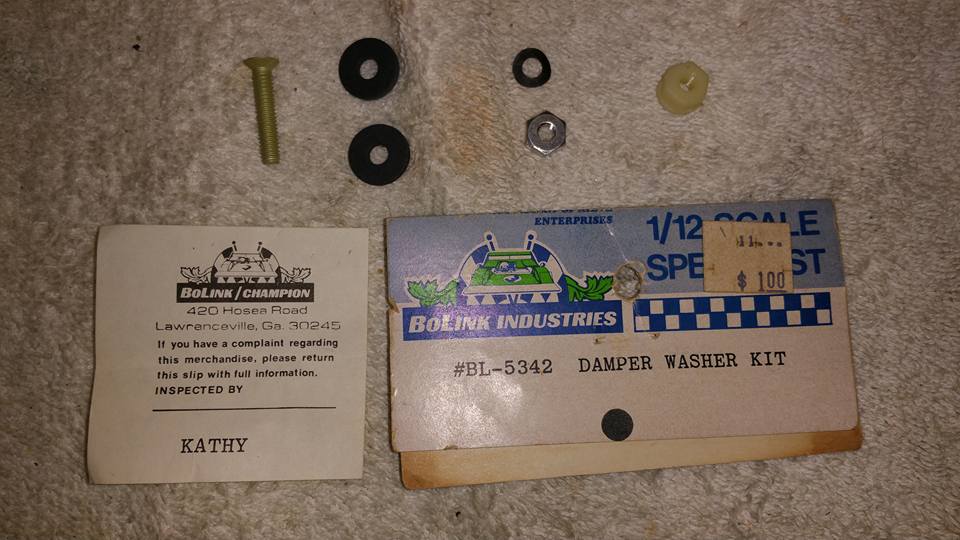 BOLINK / CHAMPION
420 Hosea Road
Lawrenceville, Ga. 30245
If you have a complaint regarding
this merchandise, please return
this slip with full information.
INSPECTED BY
KATHY
ENTERPRISES
1/12 SCALE
$ 100
BOLINK INDUSTRIES
#BL-5342 DAMPER WASHER KIT